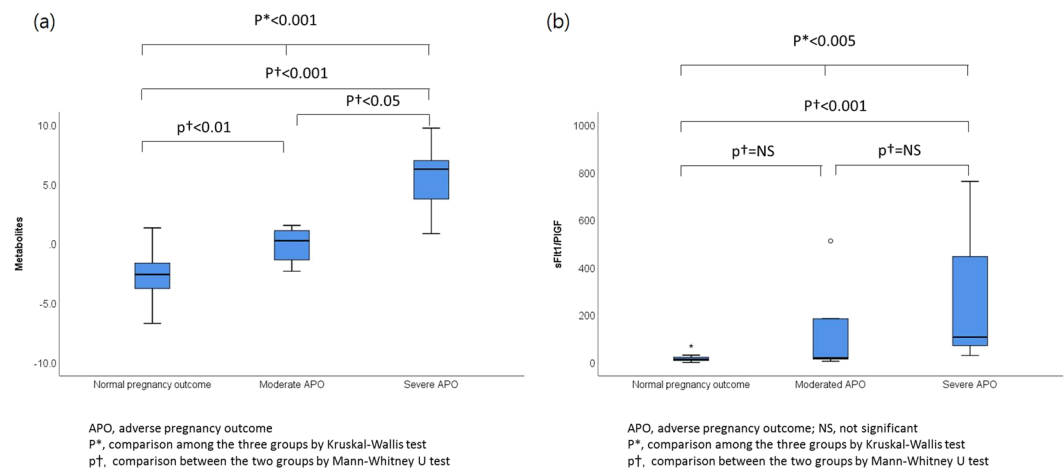 (a)
P*<0.001
P†<0.001
P†<0.05
p†<0.01
10.0
5.0
.0
-5.0
-10.0
Metabolites
Normal pregnancy outcome
Moderate APO
Severe APO
APO, adverse pregnancy outcome
P*, comparison among the three groups by Kruskal-Wallis test
p†, comparison between the two groups by Mann-Whitney U test
(b)
P*<0.005
P†<0.001
p†=NS
p†=NS
1000
800
600
400
200
0
sFlt1/PlGF
*
Normal pregnancy outcome
Moderated APO
Severe APO
APO, adverse pregnancy outcome; NS, not significant
P*, comparison among the three groups by Kruskal-Wallis test
p†, comparison between the two groups by Mann-Whitney U test